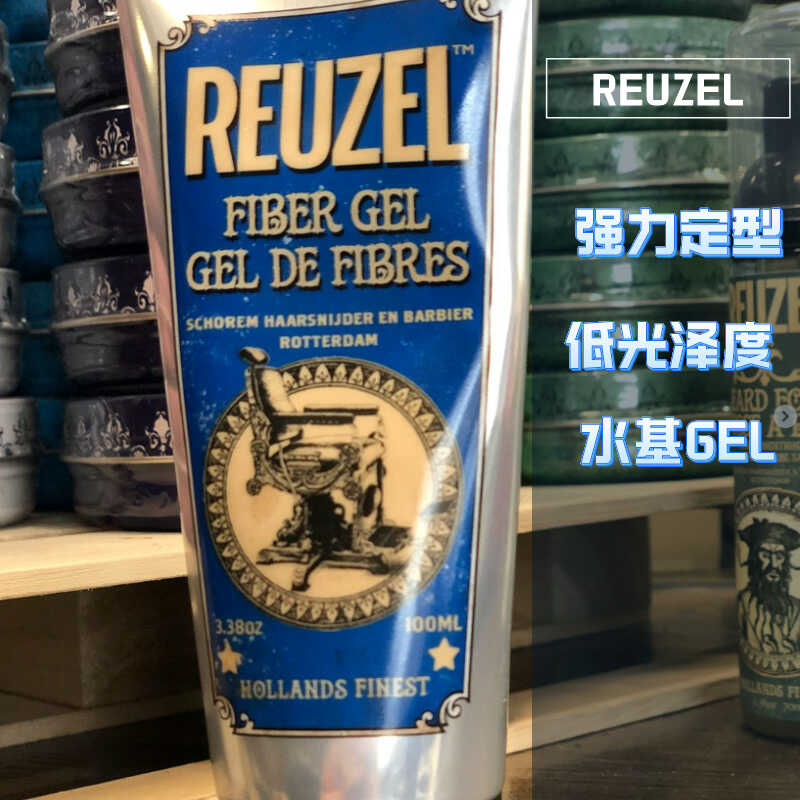 REUZEL™
FIBER GEL
GEL DE FIBRES
SCHOREM HAARSNIJDER EN BARBIER
ROTTERDAM
3.38OZ
100ML
HOLLANDS FINEST
REUZEL
强力定型
低光泽度
水基GEL